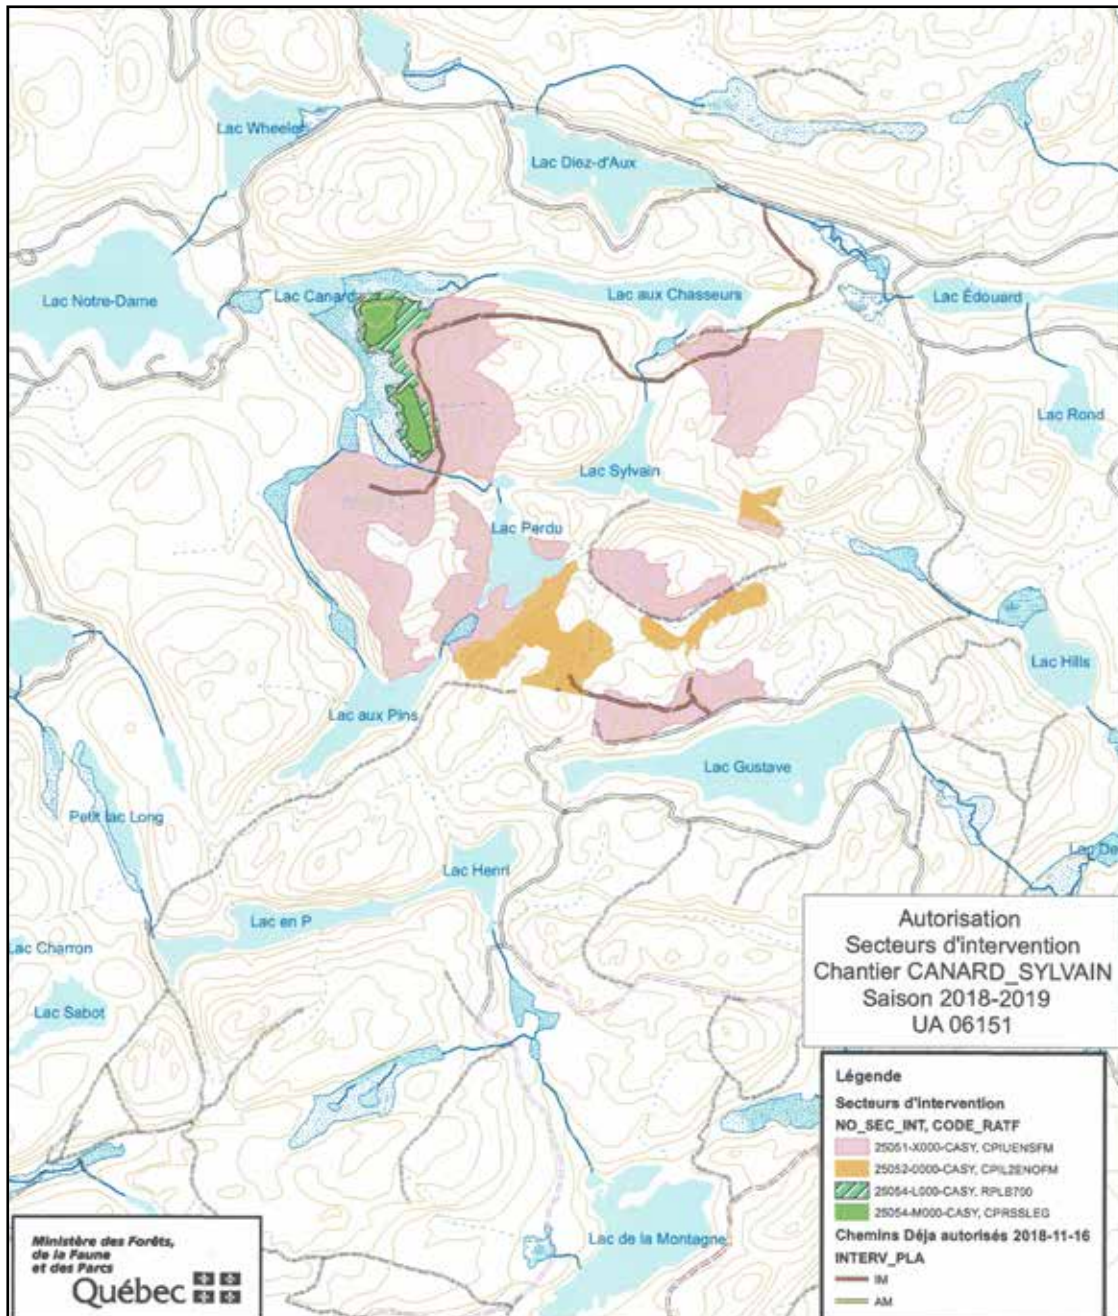 Lac Wheeler
Lac Diez-d'Aux
Lac Notre-Dame
Lac Canard
Lac aux Chasseurs
Lac Édouard
Lac Rond
Lac Sylvain
Lac Perdu
Lac Hills
Lac aux Pins
Lac Gustave
Petit lac Long
Lac De
Lac Henri
Lac en P
Lac Charron
Lac Sabot
Lac de la Montagne
Autorisation
Secteurs d'intervention
Chantier CANARD_SYLVAIN
Saison 2018-2019
UA 06151
Légende
Secteurs d'intervention
NO_SEC_INT, CODE_RATF
25051-X000-CASY, CPIUENSFM
25052-0000-CASY, CPIL2ENOFM
25054-L000-CASY, RPLB700
25054-M000-CASY, CPRSSLEG
Chemins Déja autorisés 2018-11-16
INTERV_PLA
IM
AM
Ministère des Forêts,
de la Faune
et des Parcs
Québec